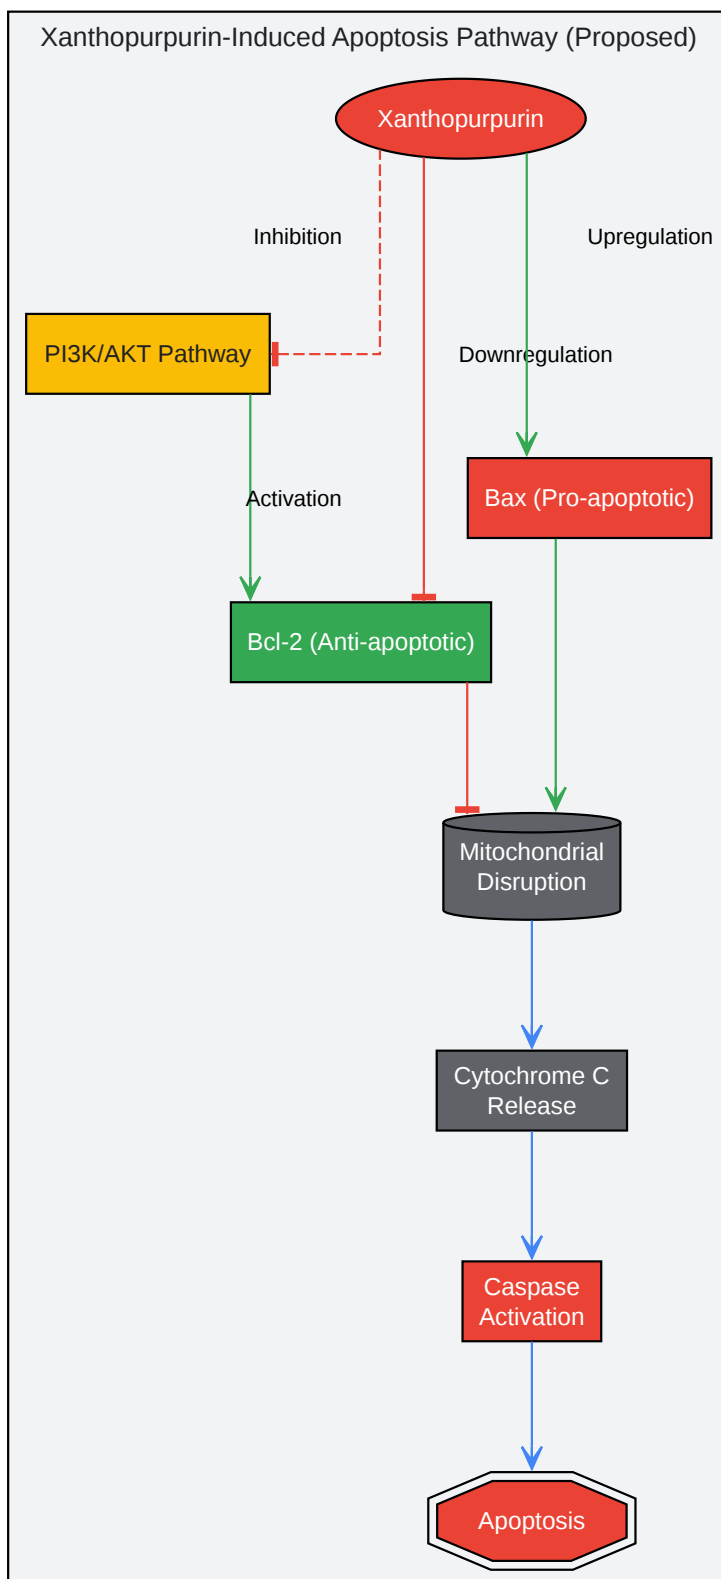 Xanthopurpurin-Induced Apoptosis Pathway (Proposed)
Xanthopurpurin
Inhibition
Upregulation
PI3K/AKT Pathway
Downregulation
Activation
Bax (Pro-apoptotic)
Bcl-2 (Anti-apoptotic)
Mitochondrial
Disruption
Cytochrome C
Release
Caspase
Activation
Apoptosis